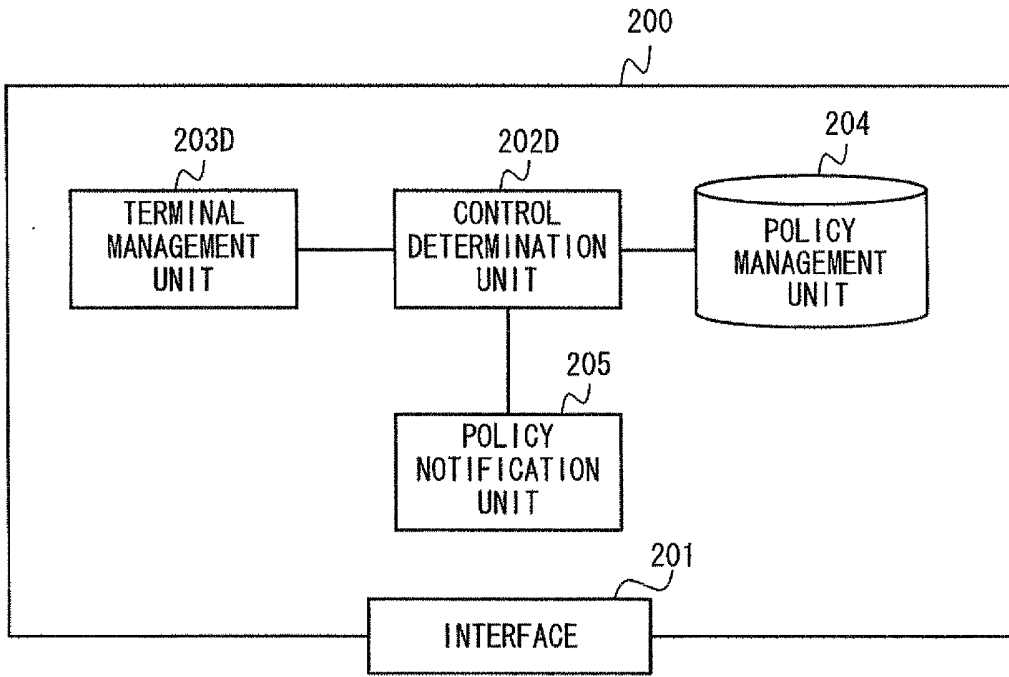 200
203D
202D
204
TERMINAL
MANAGEMENT
UNIT
CONTROL
DETERMINATION
UNIT
POLICY
MANAGEMENT
UNIT
205
POLICY
NOTIFICATION
UNIT
201
INTERFACE